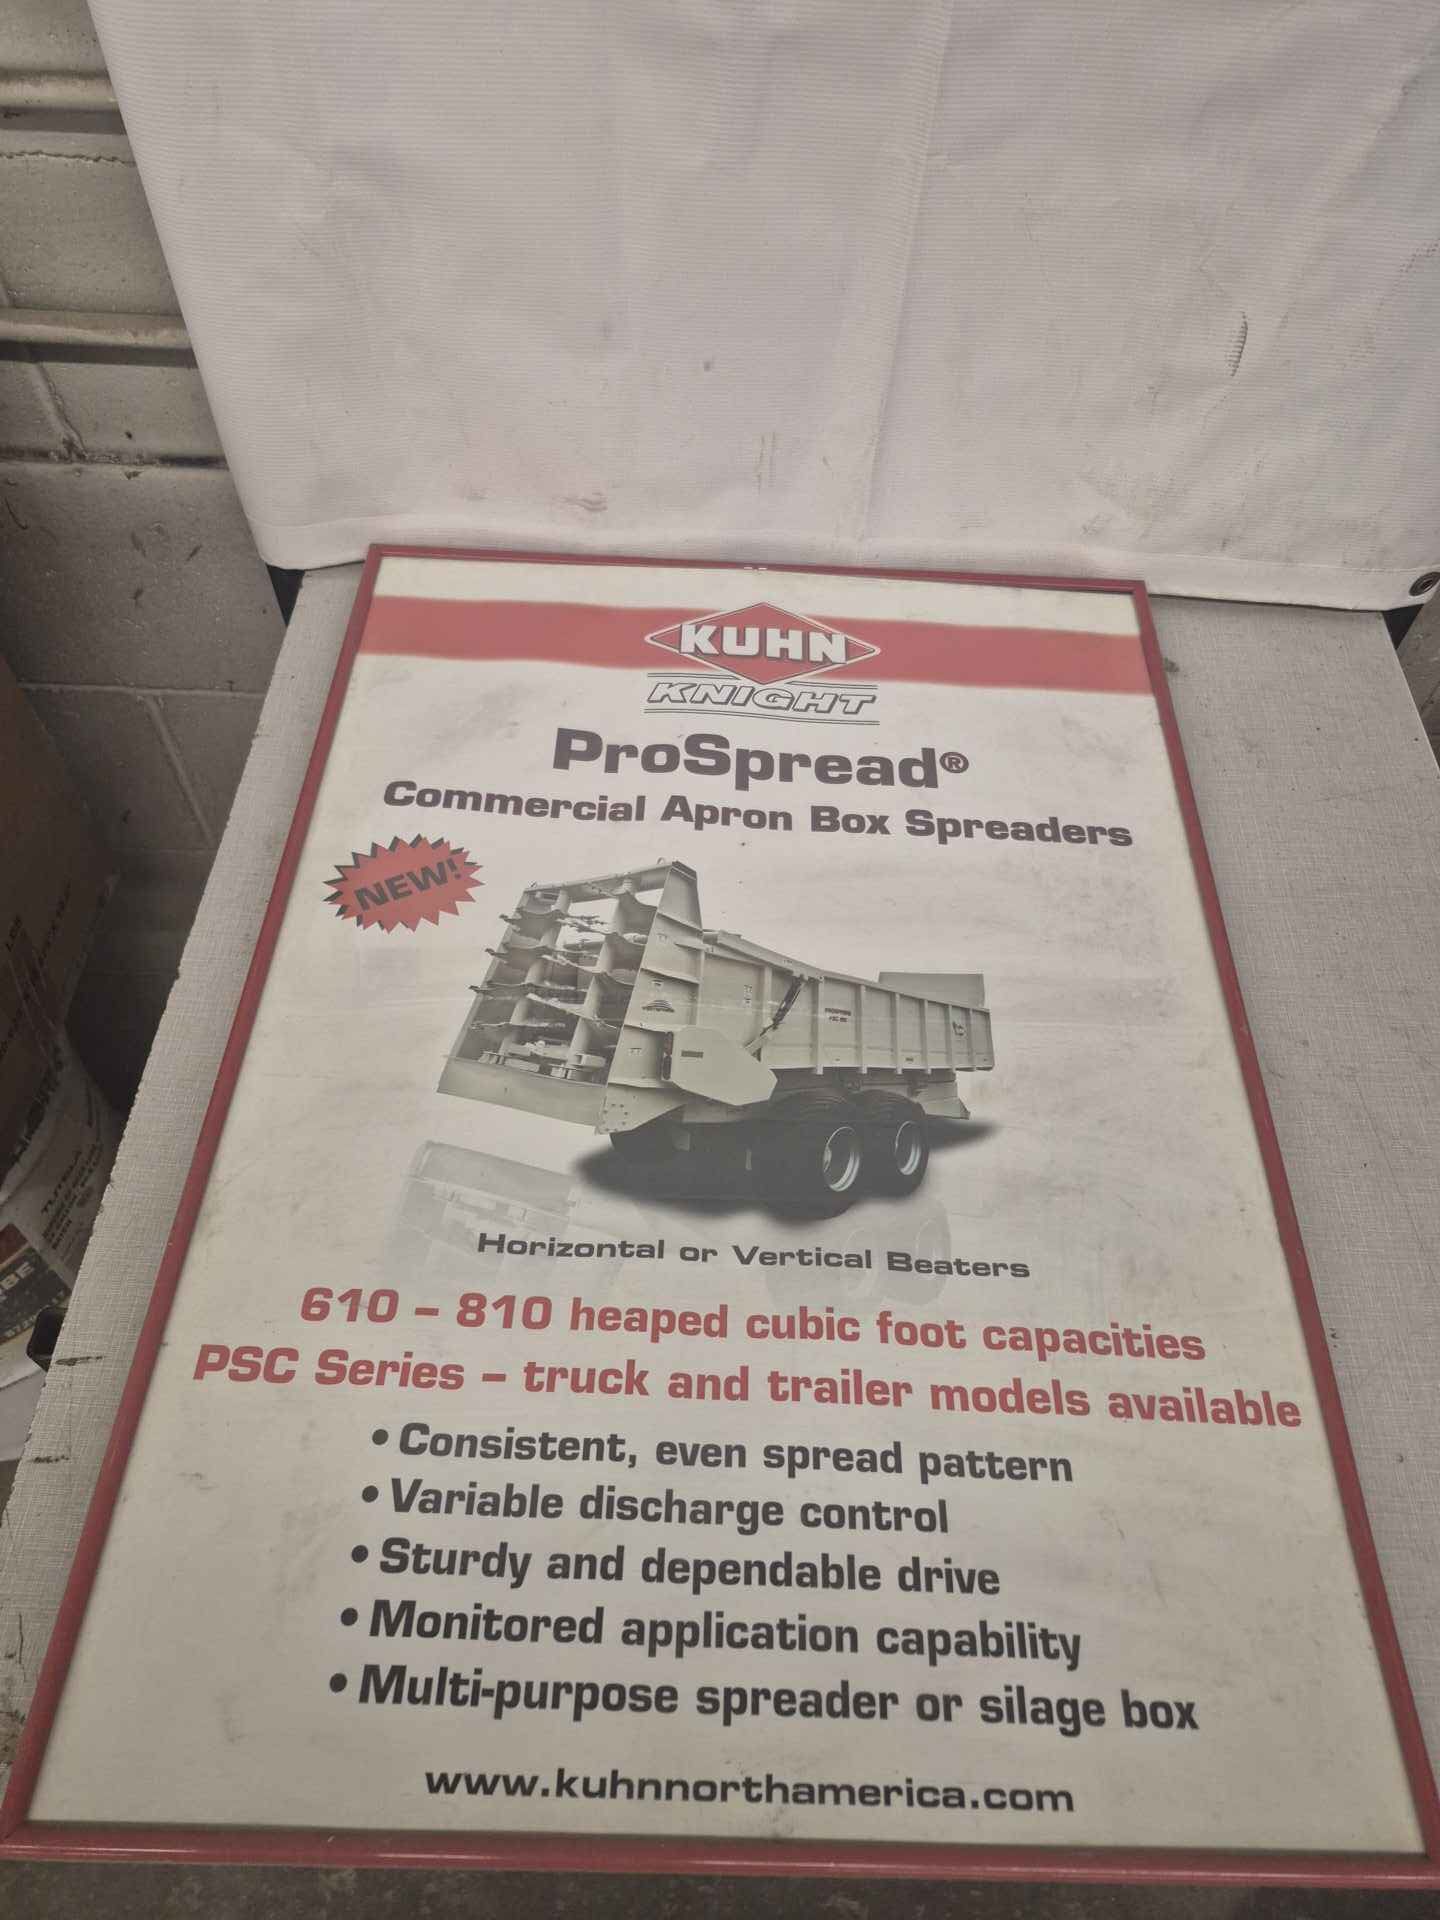 KUHN
KNIGHT
ProSpread®
Commercial Apron Box Spreaders
NEW!
Horizontal or Vertical Beaters
610 – 810 heaped cubic foot capacities
PSC Series – truck and trailer models available
• Consistent, even spread pattern
• Variable discharge control
• Sturdy and dependable drive
• Monitored application capability
• Multi-purpose spreader or silage box
www.kuhnnorthamerica.com